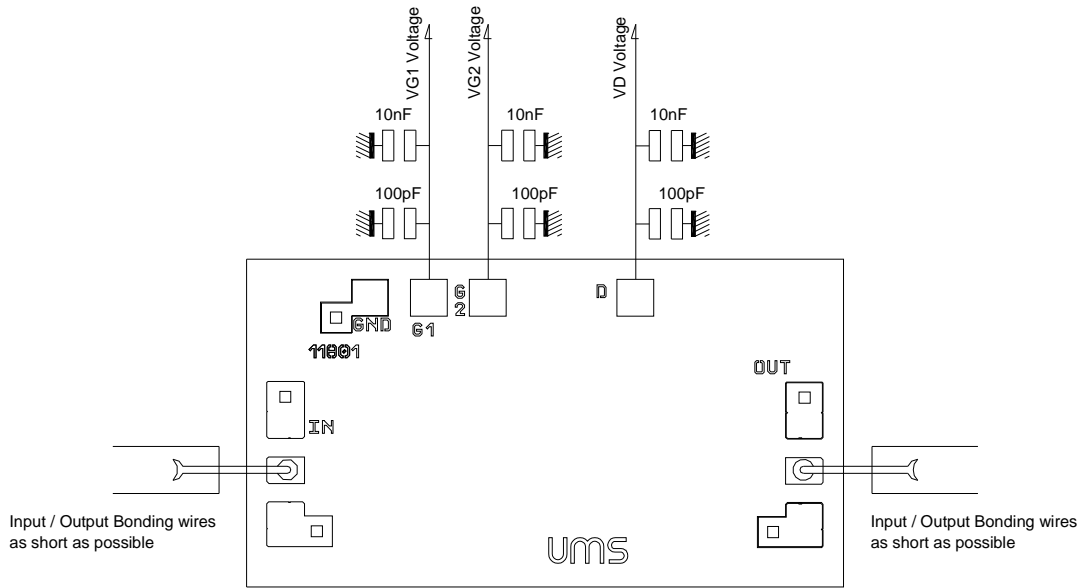 VG1 Voltage
VG2 Voltage
VD Voltage
10nF
10nF
10nF
100pF
100pF
100pF
GND
G1
G
2
D
11801
OUT
IN
Input / Output Bonding wires
as short as possible
Input / Output Bonding wires
as short as possible
UMS